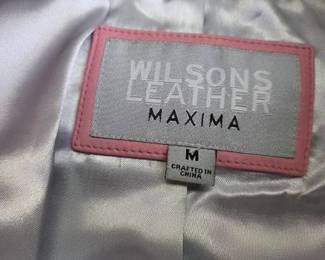 WILSONS
LEATHER
MAXIMA
M
CRAFTED IN
CHINA